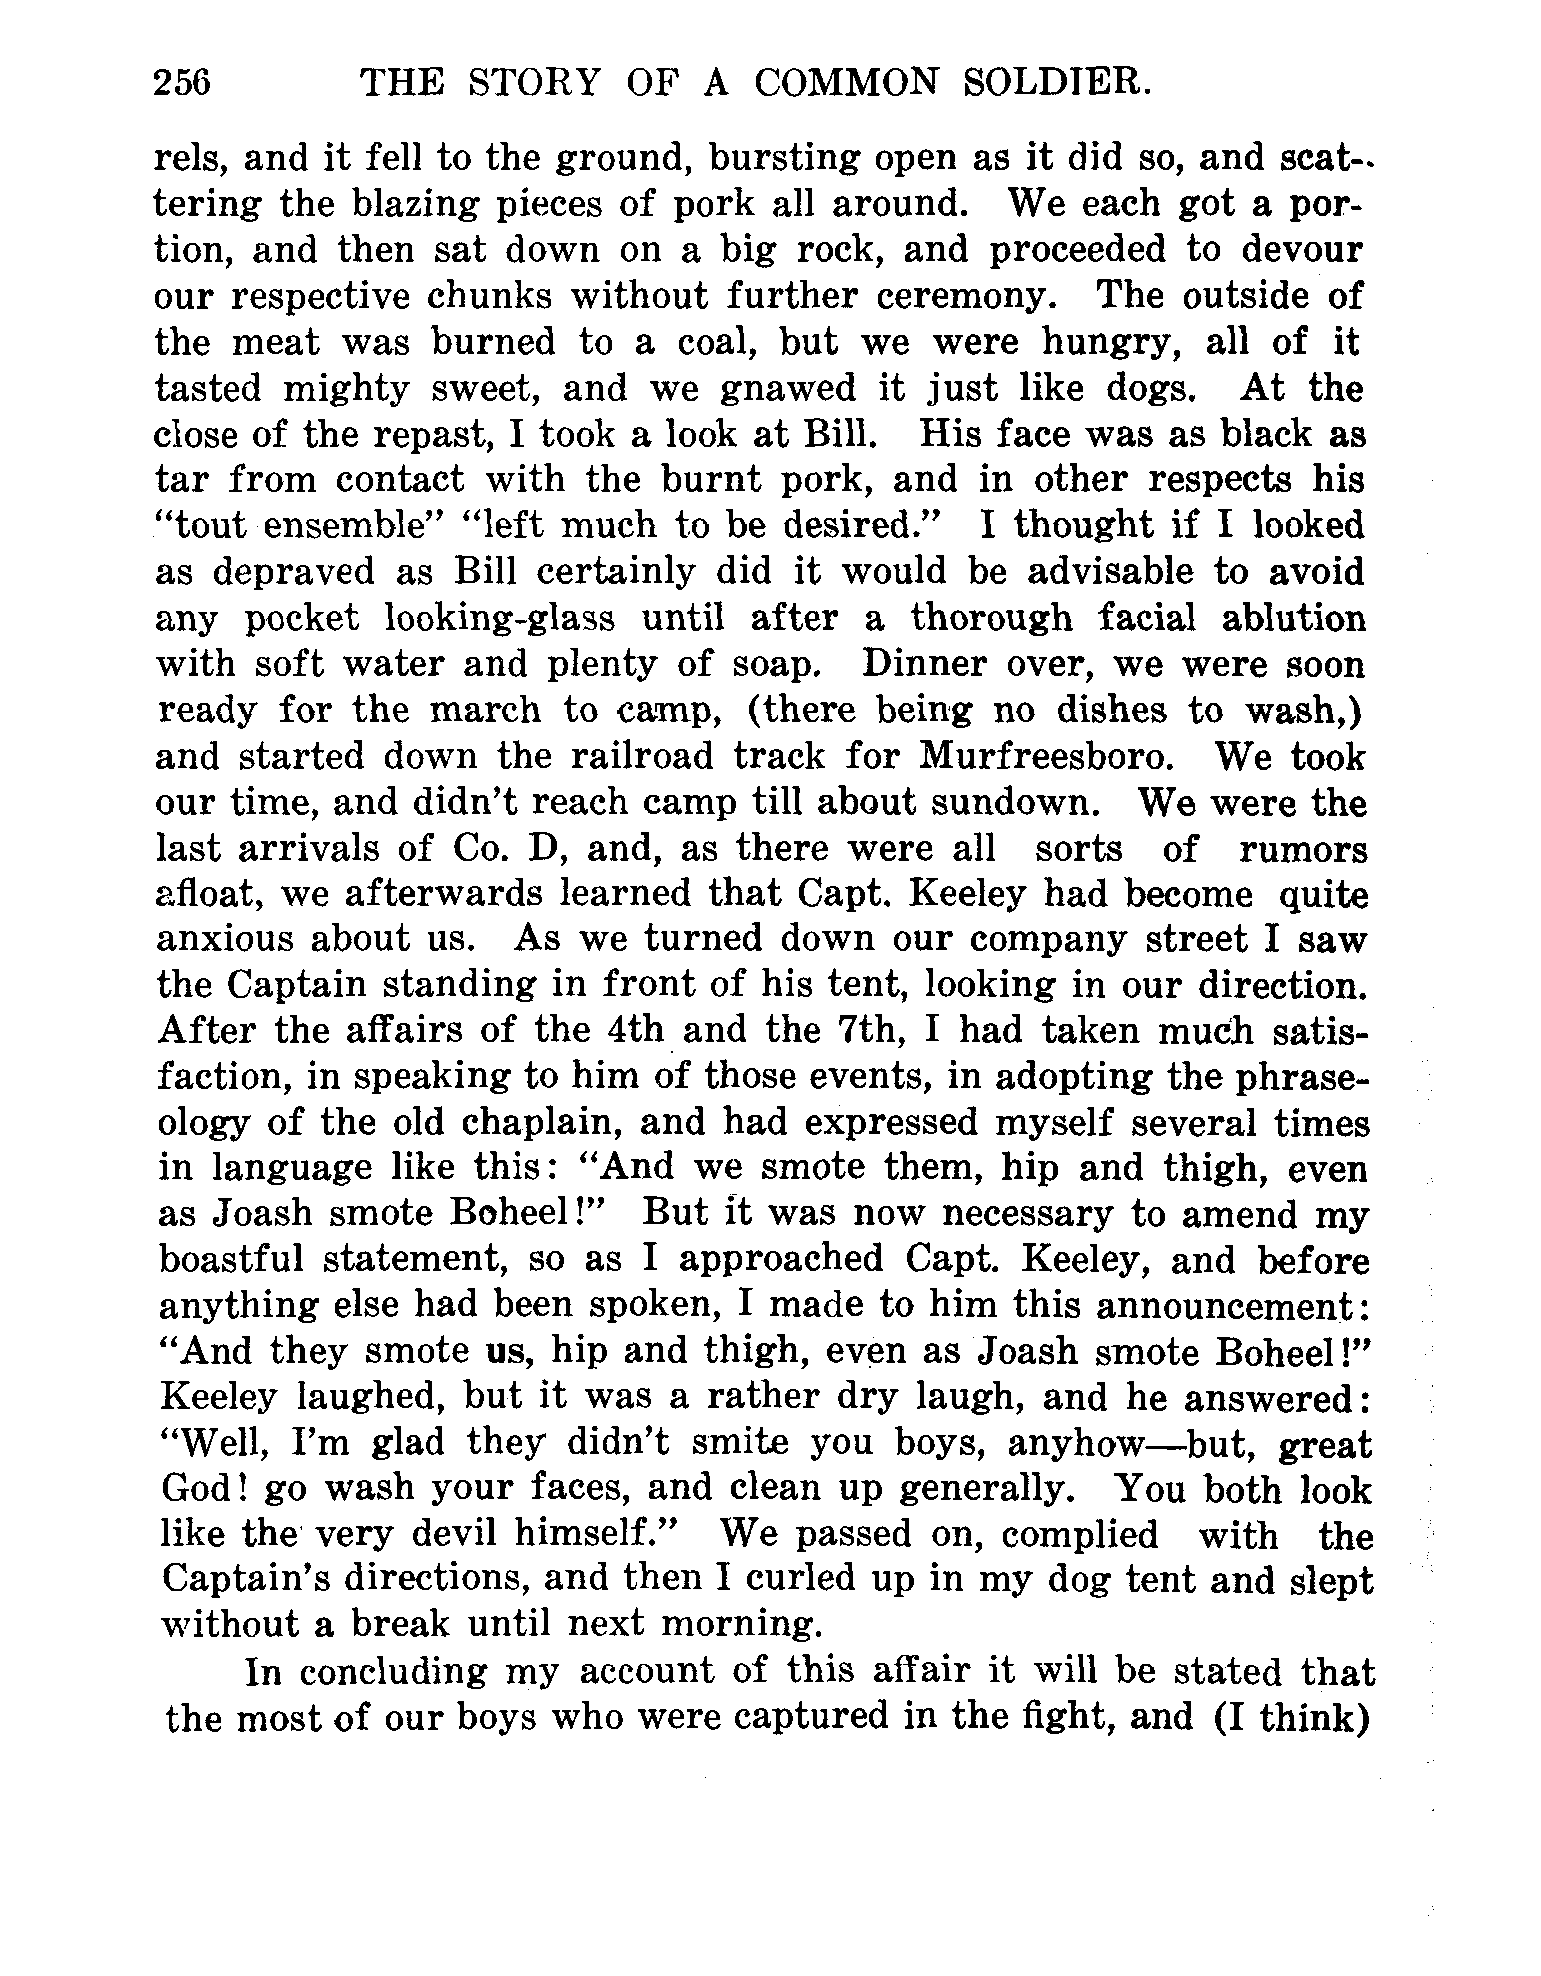 256 THE STORY OF A COMMON SOLDIER.
rels, and it fell to the ground, bursting open as it did so, and scat-
tering the blazing pieces of pork all around. We each got a por-
tion, and then sat down on a big rock, and proceeded to devour
our respective chunks without further ceremony. The outside of
the meat was burned to a coal, but we were hungry, all of it
tasted mighty sweet, and we gnawed it just like dogs. At the
close of the repast, I took a look at Bill. His face was as black as
tar from contact with the burnt pork, and in other respects his
“tout ensemble” “left much to be desired.” I thought if I looked
as depraved as Bill certainly did it would be advisable to avoid
any pocket looking-glass until after a thorough facial ablution
with soft water and plenty of soap. Dinner over, we were soon
ready for the march to camp, (there being no dishes to wash,)
and started down the railroad track for Murfreesboro. We took
our time, and didn’t reach camp till about sundown. We were the
last arrivals of Co. D, and, as there were all sorts of rumors
afloat, we afterwards learned that Capt. Keeley had become quite
anxious about us. As we turned down our company street I saw
the Captain standing in front of his tent, looking in our direction.
After the affairs of the 4th and the 7th, I had taken much satis-
faction, in speaking to him of those events, in adopting the phrase-
ology of the old chaplain, and had expressed myself several times
in language like this: “And we smote them, hip and thigh, even
as Joash smote Boheel!” But it was now necessary to amend my
boastful statement, so as I approached Capt. Keeley, and before
anything else had been spoken, I made to him this announcement:
“And they smote us, hip and thigh, even as Joash smote Boheel!”
Keeley laughed, but it was a rather dry laugh, and he answered:
“Well, I’m glad they didn’t smite you boys, anyhow—but, great
God! go wash your faces, and clean up generally. You both look
like the very devil himself.” We passed on, complied with the
Captain’s directions, and then I curled up in my dog tent and slept
without a break until next morning.
In concluding my account of this affair it will be stated that
the most of our boys who were captured in the fight, and (I think)